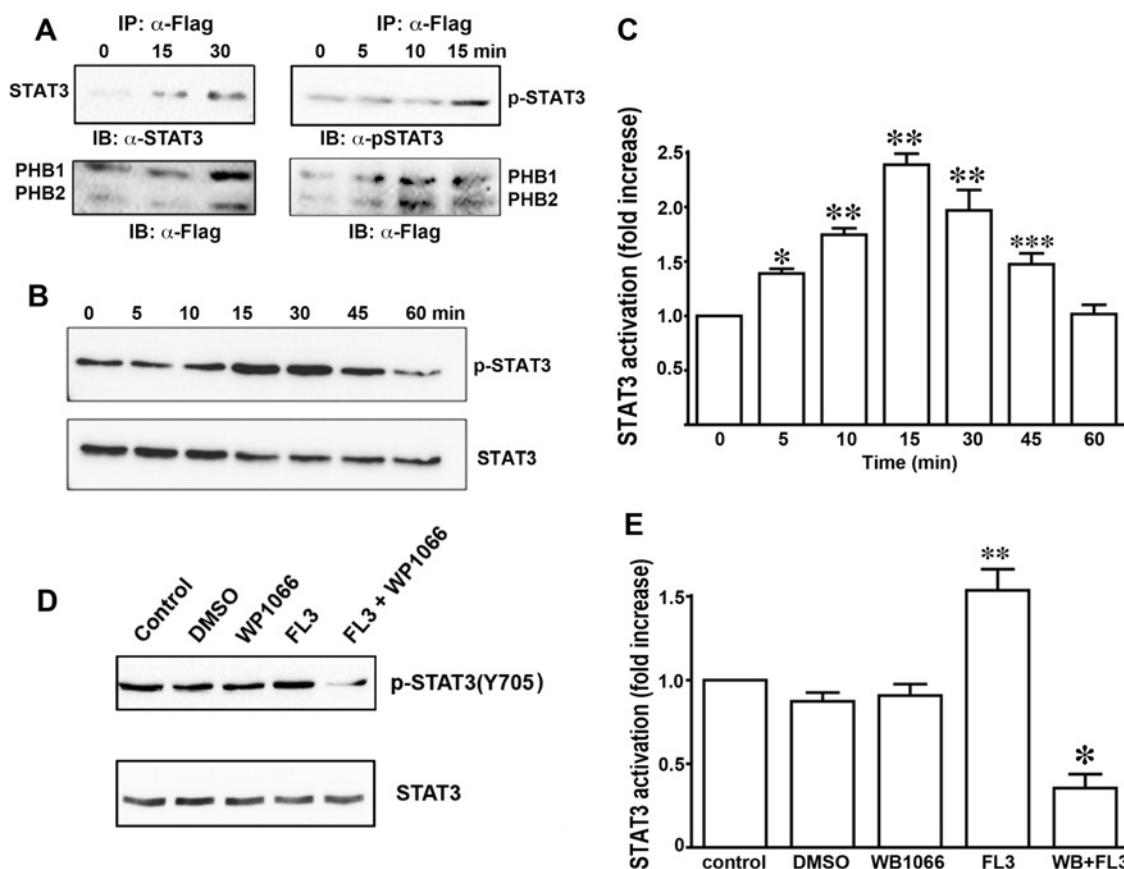 A
IP: α-Flag
0 15 30
STAT3
IB: α-STAT3
PHB1
PHB2
IB: α-Flag
IP: α-Flag
0 5 10 15 min
p-STAT3
IB: α-pSTAT3
PHB1
PHB2
IB: α-Flag
B
0 5 10 15 30 45 60 min
p-STAT3
STAT3
C
STAT3 activation (fold increase)
2.5
2.0
1.5
1.0
0.5
* ** ** ** ***
0 5 10 15 30 45 60
Time (min)
D
Control DMSO WP1066 FL3 FL3 + WP1066
p-STAT3(Y705)
STAT3
E
STAT3 activation (fold increase)
1.5
1.0
0.5
0
** *
control DMSO WB1066 FL3 WB+FL3